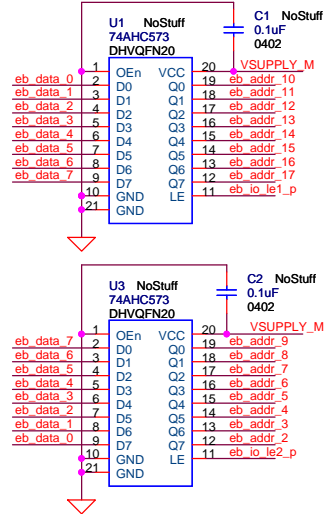 U1 NoStuff
74AHC573
DHVQFN20
C1 NoStuff
0.1uF
0402
1 OEn VCC 20 VSUPPLY_M
eb_data_0 2 D0 Q0 19 eb_addr_10
eb_data_1 3 D1 Q1 18 eb_addr_11
eb_data_2 4 D2 Q2 17 eb_addr_12
eb_data_3 5 D3 Q3 16 eb_addr_13
eb_data_4 6 D4 Q4 15 eb_addr_14
eb_data_5 7 D5 Q5 14 eb_addr_15
eb_data_6 8 D6 Q6 13 eb_addr_16
eb_data_7 9 D7 Q7 12 eb_addr_17
10 GND LE 11 eb_io_le1_p
21 GND
U3 NoStuff
74AHC573
DHVQFN20
C2 NoStuff
0.1uF
0402
1 OEn VCC 20 VSUPPLY_M
eb_data_7 2 D0 Q0 19 eb_addr_9
eb_data_6 3 D1 Q1 18 eb_addr_8
eb_data_5 4 D2 Q2 17 eb_addr_7
eb_data_4 5 D3 Q3 16 eb_addr_6
eb_data_3 6 D4 Q4 15 eb_addr_5
eb_data_2 7 D5 Q5 14 eb_addr_4
eb_data_1 8 D6 Q6 13 eb_addr_3
eb_data_0 9 D7 Q7 12 eb_addr_2
10 GND LE 11 eb_io_le2_p
21 GND